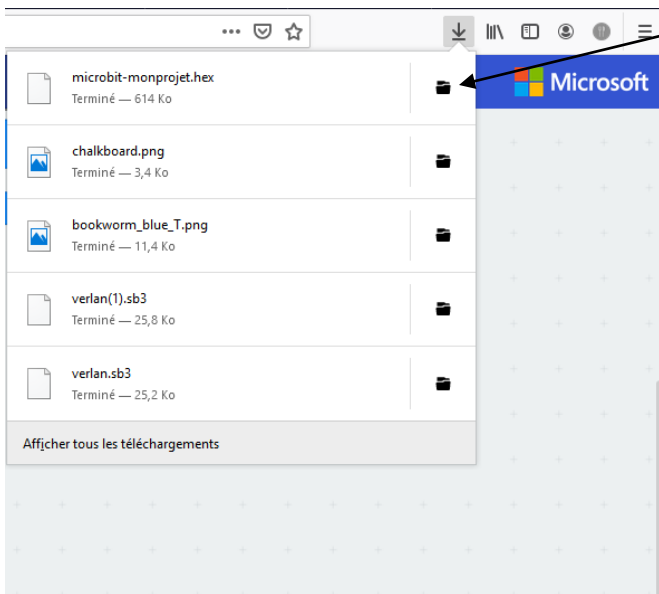 Microsoft
microbit-monprojet.hex
Terminé — 614 Ko
chalkboard.png
Terminé — 3,4 Ko
bookworm_blue_T.png
Terminé — 11,4 Ko
verlan(1).sb3
Terminé — 25,8 Ko
verlan.sb3
Terminé — 25,2 Ko
Afficher tous les téléchargements